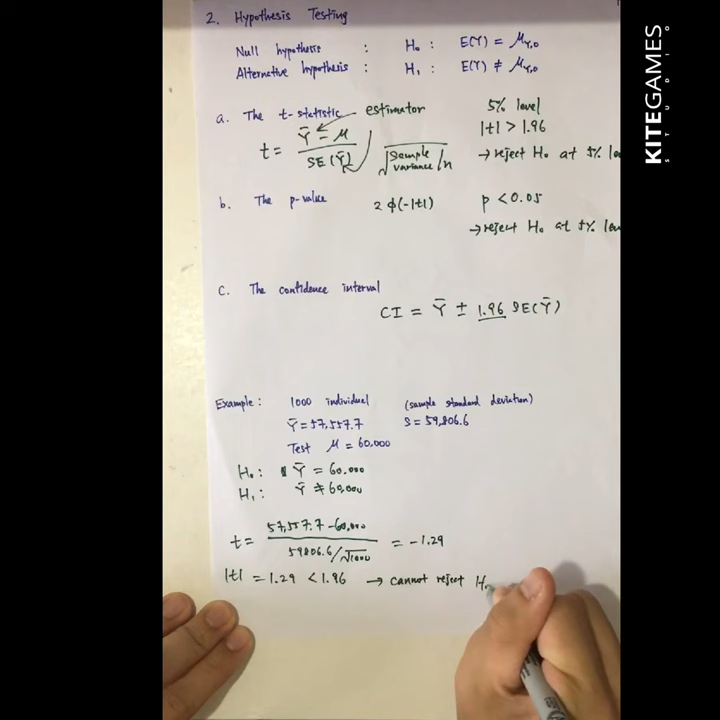 2. Hypothesis Testing
Null hypothesis : H₀ : E(Y) = μY,0
Alternative hypothesis : H₁ : E(Y) ≠ μY,0
a. The t-statistic estimator 5% level
t = Ȳ - μ / SE(Ȳ) √sample variance/n |t| > 1.96
→ reject H₀ at 5% le
b. The p-value 2 Φ(-|t|) p < 0.05
→ reject H₀ at 5% lev
c. The confidence interval
CI = Ȳ ± 1.96 SE(Ȳ)
Example : 1000 individual (sample standard deviation)
Ȳ = 57,557.7 S = 59,806.6
Test μ = 60,000
H₀ : Ȳ = 60,000
H₁ : Ȳ ≠ 60,000
t = 57,557.7 - 60,000 / 59806.6/√1000 = -1.29
|t| = 1.29 < 1.96 → cannot reject H₀
KITEGAMES
STUDIO